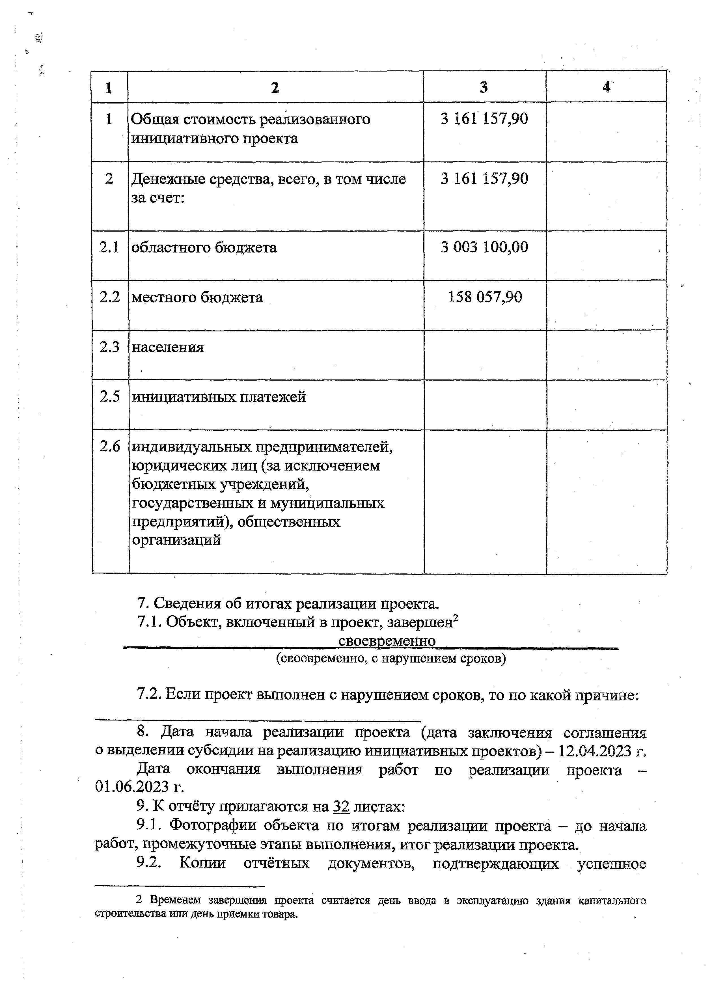 1 2 3 4
1 Общая стоимость реализованного 3 161 157,90
инициативного проекта
2 Денежные средства, всего, в том числе 3 161 157,90
за счет:
2.1 областного бюджета 3 003 100,00
2.2 местного бюджета 158 057,90
2.3 населения
2.5 инициативных платежей
2.6 индивидуальных предпринимателей,
юридических лиц (за исключением
бюджетных учреждений,
государственных и муниципальных
предприятий), общественных
организаций
7. Сведения об итогах реализации проекта.
7.1. Объект, включенный в проект, завершен²
своевременно
(своевременно, с нарушением сроков)
7.2. Если проект выполнен с нарушением сроков, то по какой причине:
8. Дата начала реализации проекта (дата заключения соглашения
о выделении субсидии на реализацию инициативных проектов) – 12.04.2023 г.
Дата окончания выполнения работ по реализации проекта –
01.06.2023 г.
9. К отчёту прилагаются на 32 листах:
9.1. Фотографии объекта по итогам реализации проекта – до начала
работ, промежуточные этапы выполнения, итог реализации проекта.
9.2. Копии отчётных документов, подтверждающих успешное
2 Временем завершения проекта считается день ввода в эксплуатацию здания капитального
строительства или день приемки товара.